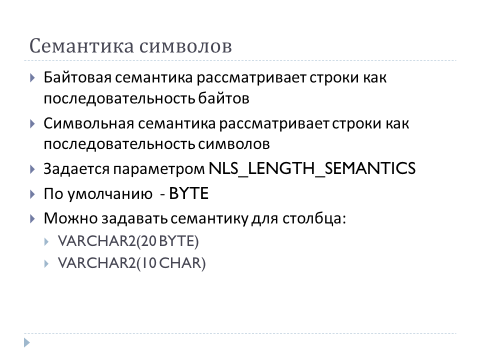 Семантика символов
Байтовая семантика рассматривает строки как
последовательность байтов
Символьная семантика рассматривает строки как
последовательность символов
Задается параметром NLS_LENGTH_SEMANTICS
По умолчанию - BYTE
Можно задавать семантику для столбца:
VARCHAR2(20 BYTE)
VARCHAR2(10 CHAR)